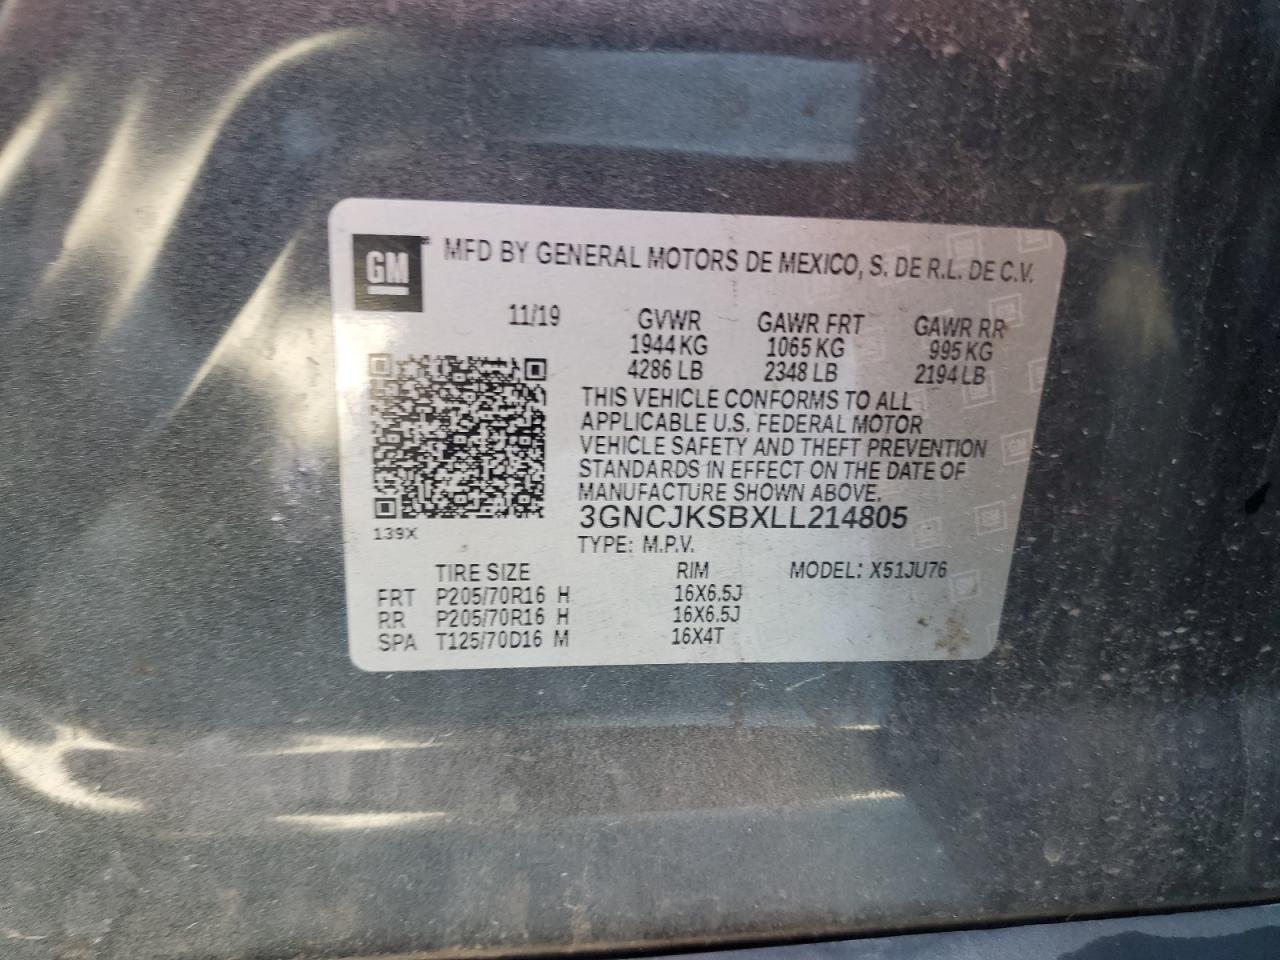 GM MFD BY GENERAL MOTORS DE MEXICO, S. DE R.L. DE C.V.
11/19 GVWR GAWR FRT GAWR RR
1944 KG 1065 KG 995 KG
4286 LB 2348 LB 2194 LB
THIS VEHICLE CONFORMS TO ALL
APPLICABLE U.S. FEDERAL MOTOR
VEHICLE SAFETY AND THEFT PREVENTION
STANDARDS IN EFFECT ON THE DATE OF
MANUFACTURE SHOWN ABOVE.
3GNCJKSBXLL214805
139X
TYPE: M.P.V.
TIRE SIZE RIM MODEL: X51JU76
FRT P205/70R16 H 16X6.5J
RR P205/70R16 H 16X6.5J
SPA T125/70D16 M 16X4T